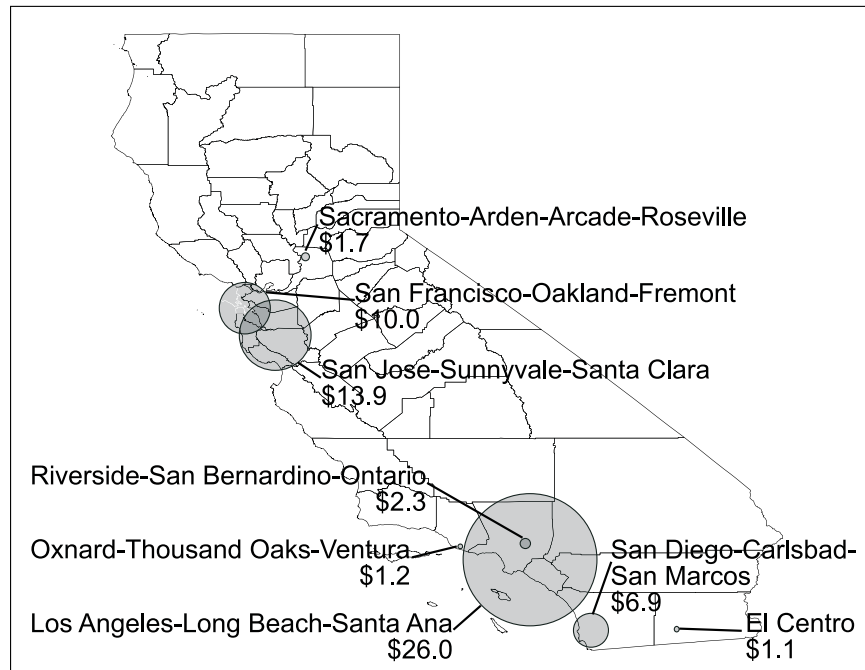 Sacramento-Arden-Arcade-Roseville
$1.7
San Francisco-Oakland-Fremont
$10.0
San Jose-Sunnyvale-Santa Clara
$13.9
Riverside-San Bernardino-Ontario
$2.3
Oxnard-Thousand Oaks-Ventura
$1.2
Los Angeles-Long Beach-Santa Ana
$26.0
San Diego-Carlsbad-
San Marcos
$6.9
El Centro
$1.1